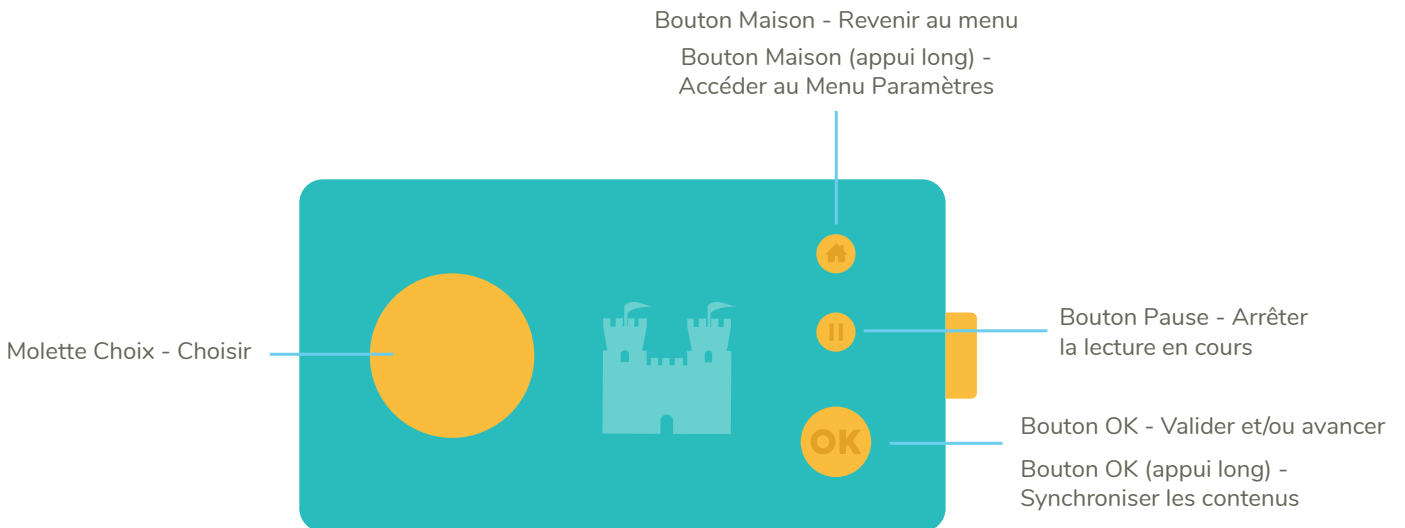 Bouton Maison - Revenir au menu
Bouton Maison (appui long) -
Accéder au Menu Paramètres
Molette Choix - Choisir
Bouton Pause - Arrêter
la lecture en cours
OK
Bouton OK - Valider et/ou avancer
Bouton OK (appui long) -
Synchroniser les contenus